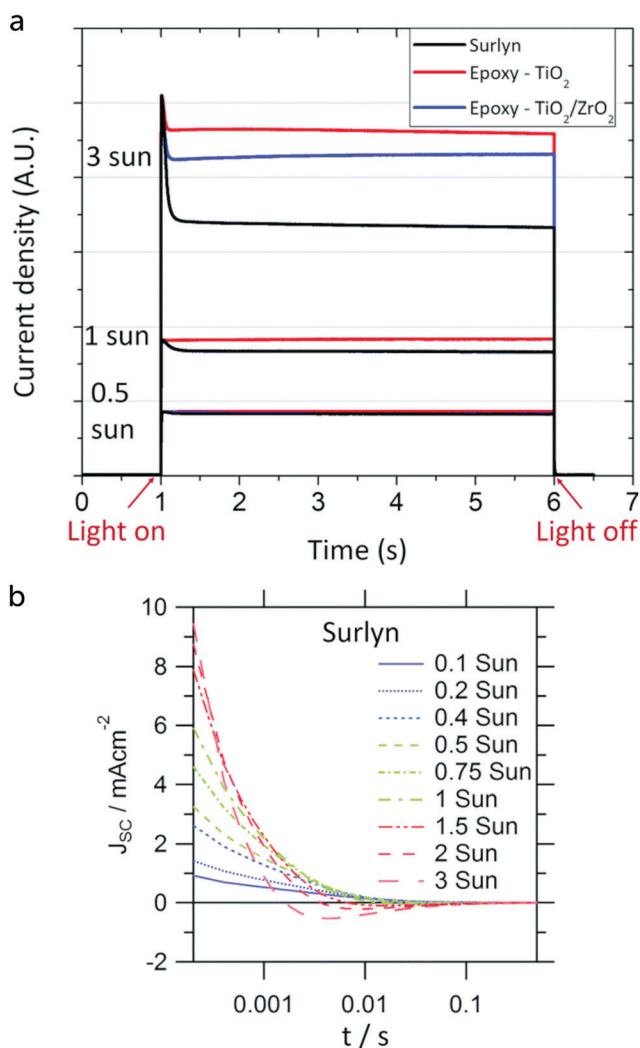 a
Surlyn
Epoxy - TiO₂
Epoxy - TiO₂/ZrO₂
Current density (A.U.)
3 sun
1 sun
0.5
sun
0 1 2 3 4 5 6 7
Light on
Light off
Time (s)
b
Surlyn
0.1 Sun
0.2 Sun
0.4 Sun
0.5 Sun
0.75 Sun
1 Sun
1.5 Sun
2 Sun
3 Sun
J_SC / mAcm⁻²
10
8
6
4
2
0
-2
0.001 0.01 0.1
t / s